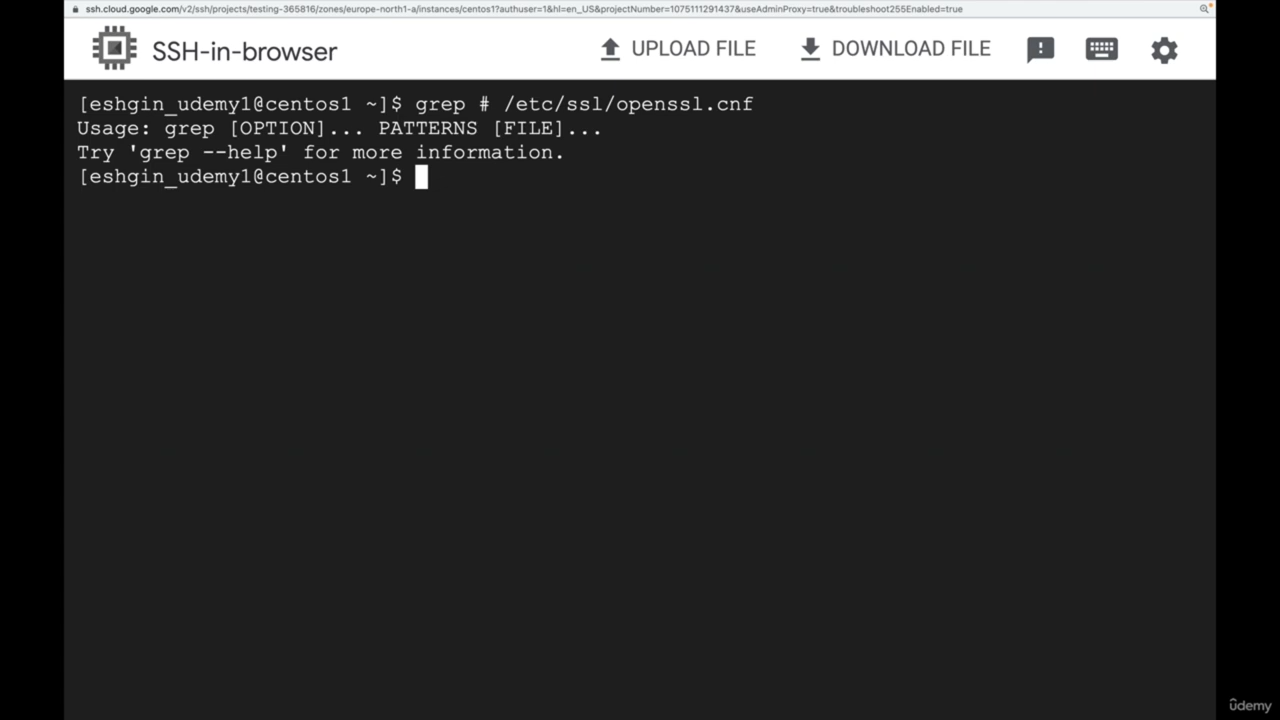 ssh.cloud.google.com/v2/ssh/projects/testing-365816/zones/europe-north1-a/instances/centos1?authuser=1&hl=en_US&projectNumber=1075111291437&useAdminProxy=true&troubleshoot255Enabled=true
SSH-in-browser
UPLOAD FILE
DOWNLOAD FILE
[eshgin_udemy1@centos1 ~]$ grep # /etc/ssl/openssl.cnf
Usage: grep [OPTION]... PATTERNS [FILE]...
Try 'grep --help' for more information.
[eshgin_udemy1@centos1 ~]$
ûdemy